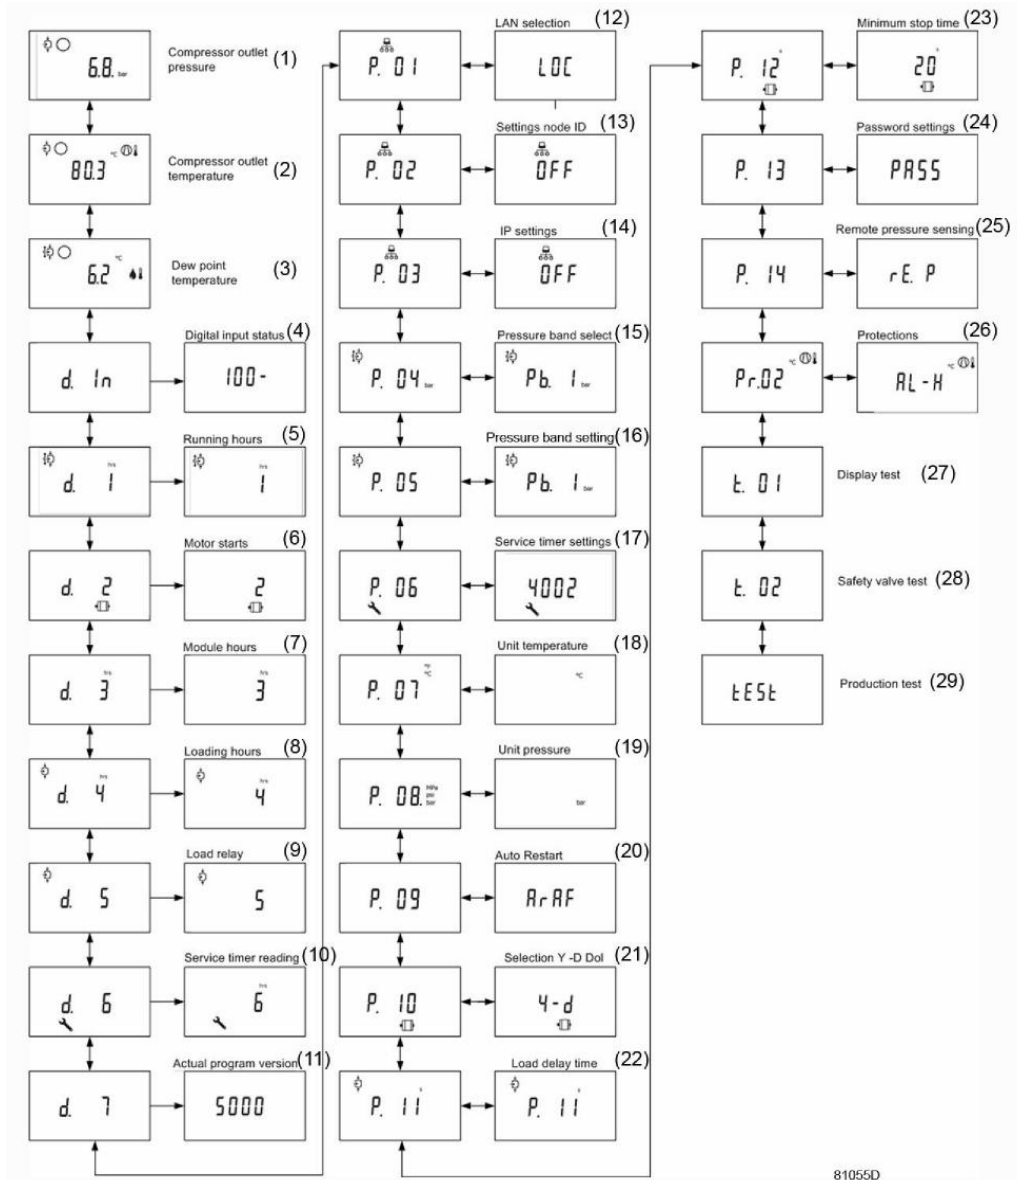 6.8. bar
Compressor outlet
pressure
(1)
80.3 °C
Compressor outlet
temperature
(2)
6.2 °C
Dew point
temperature
(3)
Digital input status (4)
d. In
100-
Running hours
(5)
d. 1 hrs
1 hrs
Motor starts
(6)
d. 2
2
Module hours
(7)
d. 3 hrs
3 hrs
Loading hours
(8)
d. 4 hrs
4 hrs
Load relay
(9)
d. 5
5
Service timer reading (10)
d. 6
6 hrs
Actual program version (11)
d. 7
5000
LAN selection
(12)
P. 01
LOC
Settings node ID
(13)
P. 02
OFF
IP settings
(14)
P. 03
OFF
Pressure band select (15)
P. 04 bar
Pb. 1 bar
Pressure band setting (16)
P. 05
Pb. 1 bar
Service timer settings (17)
P. 06
4002
Unit temperature
(18)
P. 07 °F
°C
°C
Unit pressure
(19)
P. 08. MPa
psi
bar
bar
Auto Restart
(20)
P. 09
ArAF
Selection Y -D Dol
(21)
P. 10
Y-d
Load delay time
(22)
P. 11 s
P. 11 s
Minimum stop time (23)
P. 12 s
20 s
Password settings (24)
P. 13
PASS
Remote pressure sensing (25)
P. 14
rE. P
Protections
(26)
Pr.02 °C
AL-H °C
t. 01
Display test
(27)
t. 02
Safety valve test (28)
tESt
Production test (29)
81055D